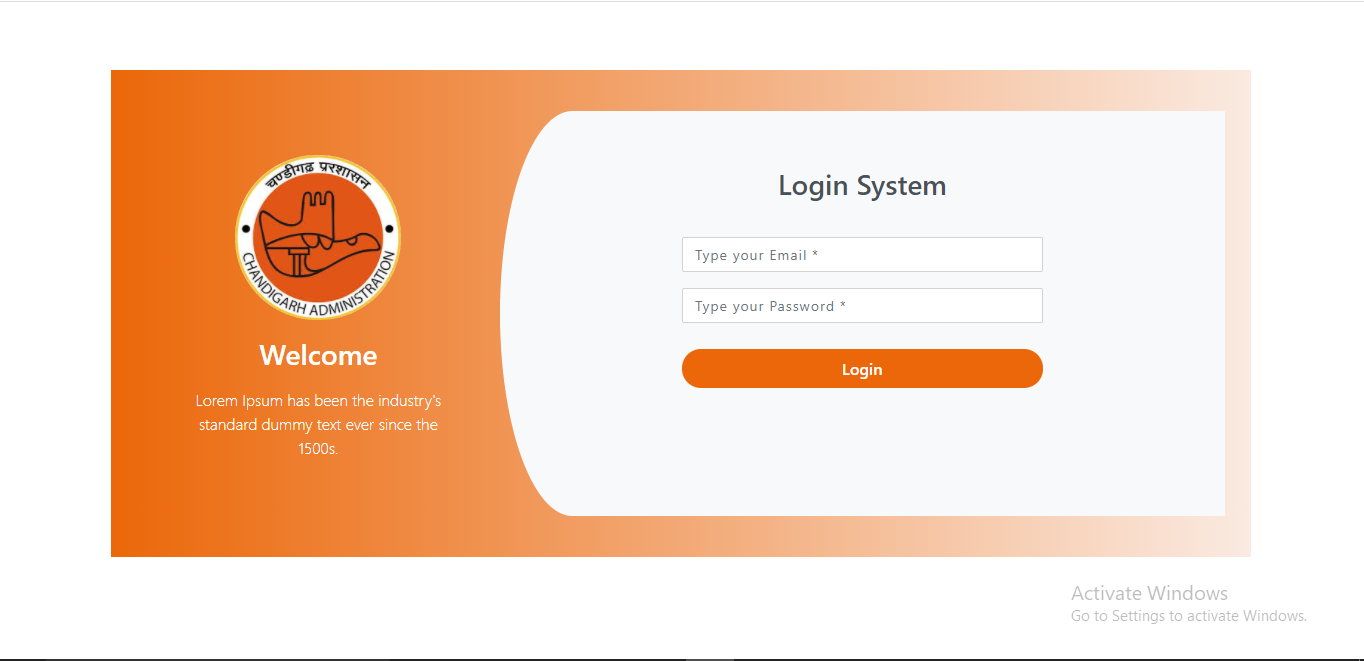 चण्डीगढ़ प्रशासन
CHANDIGARH ADMINISTRATION
Welcome
Lorem Ipsum has been the industry's
standard dummy text ever since the
1500s.
Login System
Type your Email *
Type your Password *
Login
Activate Windows
Go to Settings to activate Windows.